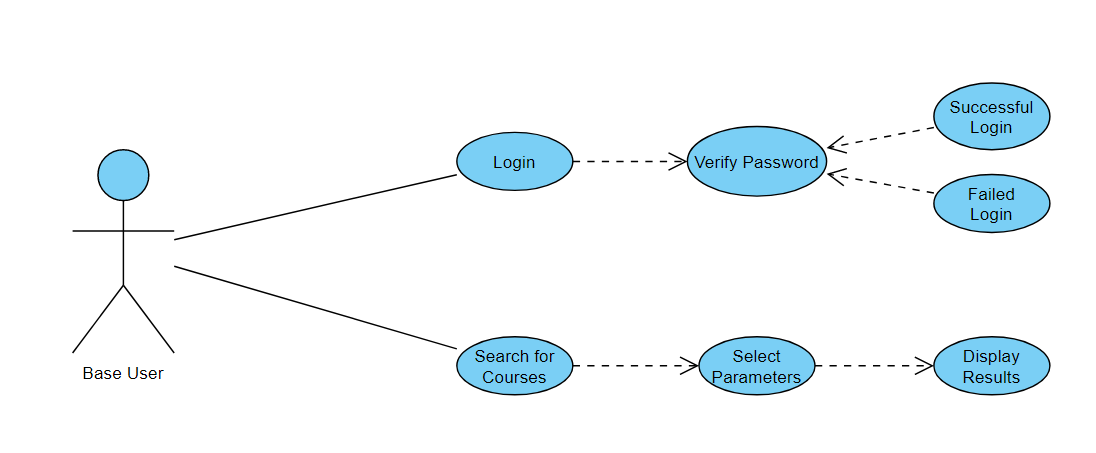 Successful
Login
Login
Verify Password
Failed
Login
Base User
Search for
Courses
Select
Parameters
Display
Results